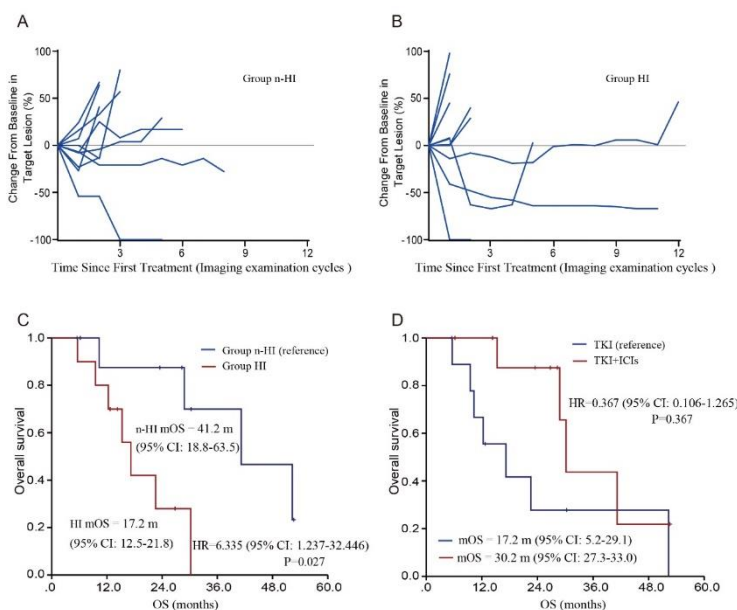 A
100
50
0
-50
-100
Change From Baseline in
Target Lesion (%)
Group n-HI
3
6
9
12
Time Since First Treatment (Imaging examination cycles )
B
100
50
0
-50
-100
Change From Baseline in
Target Lesion (%)
Group HI
3
6
9
12
Time Since First Treatment (Imaging examination cycles )
C
1.0
0.8
0.6
0.4
0.2
0.0
Overall survival
Group n-HI (reference)
Group HI
n-HI mOS = 41.2 m
(95% CI: 18.8-63.5)
HI mOS = 17.2 m
(95% CI: 12.5-21.8)
HR=6.335 (95% CI: 1.237-32.446)
P=0.027
.0
12.0
24.0
36.0
48.0
60.0
OS (months)
D
1.0
0.8
0.6
0.4
0.2
0.0
Overall survival
TKI (reference)
TKI+ICIs
HR=0.367 (95% CI: 0.106-1.265)
P=0.367
mOS = 17.2 m (95% CI: 5.2-29.1)
mOS = 30.2 m (95% CI: 27.3-33.0)
.0
12.0
24.0
36.0
48.0
60.0
OS (months)